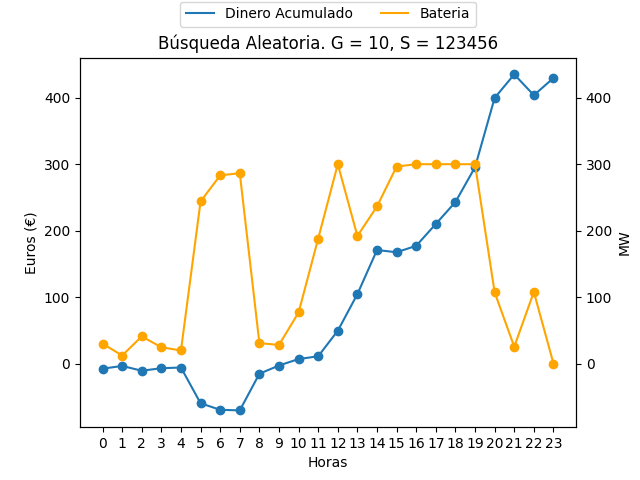 Dinero Acumulado Bateria
Búsqueda Aleatoria. G = 10, S = 123456
400 400
300 300
200 200
100 100
0 0
Euros (€)
MW
0 1 2 3 4 5 6 7 8 9 10 11 12 13 14 15 16 17 18 19 20 21 22 23
Horas